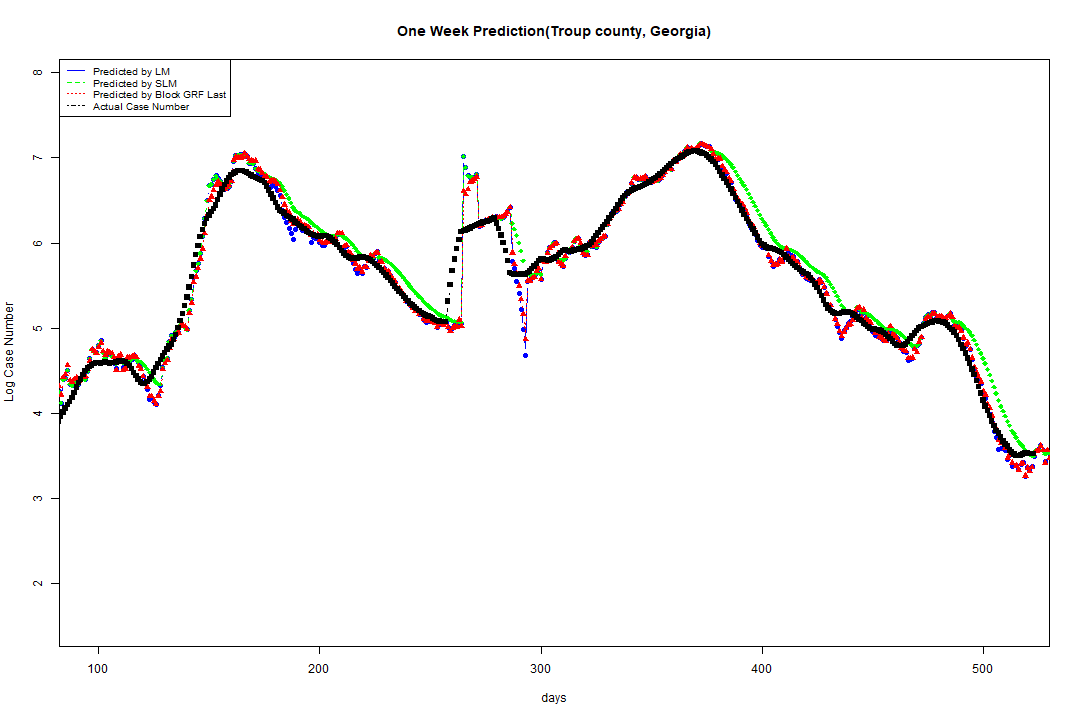 One Week Prediction(Troup county, Georgia)
Predicted by LM
Predicted by SLM
Predicted by Block GRF Last
Actual Case Number
Log Case Number
8
7
6
5
4
3
2
100 200 300 400 500
days